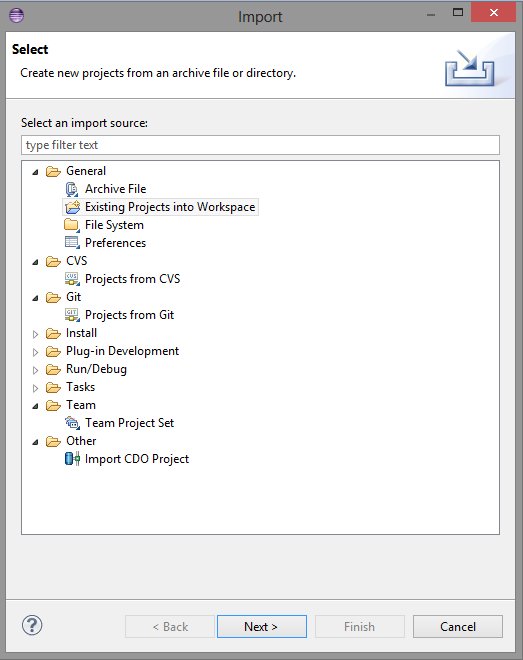 Import
Select
Create new projects from an archive file or directory.
Select an import source:
type filter text
General
Archive File
Existing Projects into Workspace
File System
Preferences
CVS
Projects from CVS
Git
Projects from Git
Install
Plug-in Development
Run/Debug
Tasks
Team
Team Project Set
Other
Import CDO Project
? < Back Next > Finish Cancel